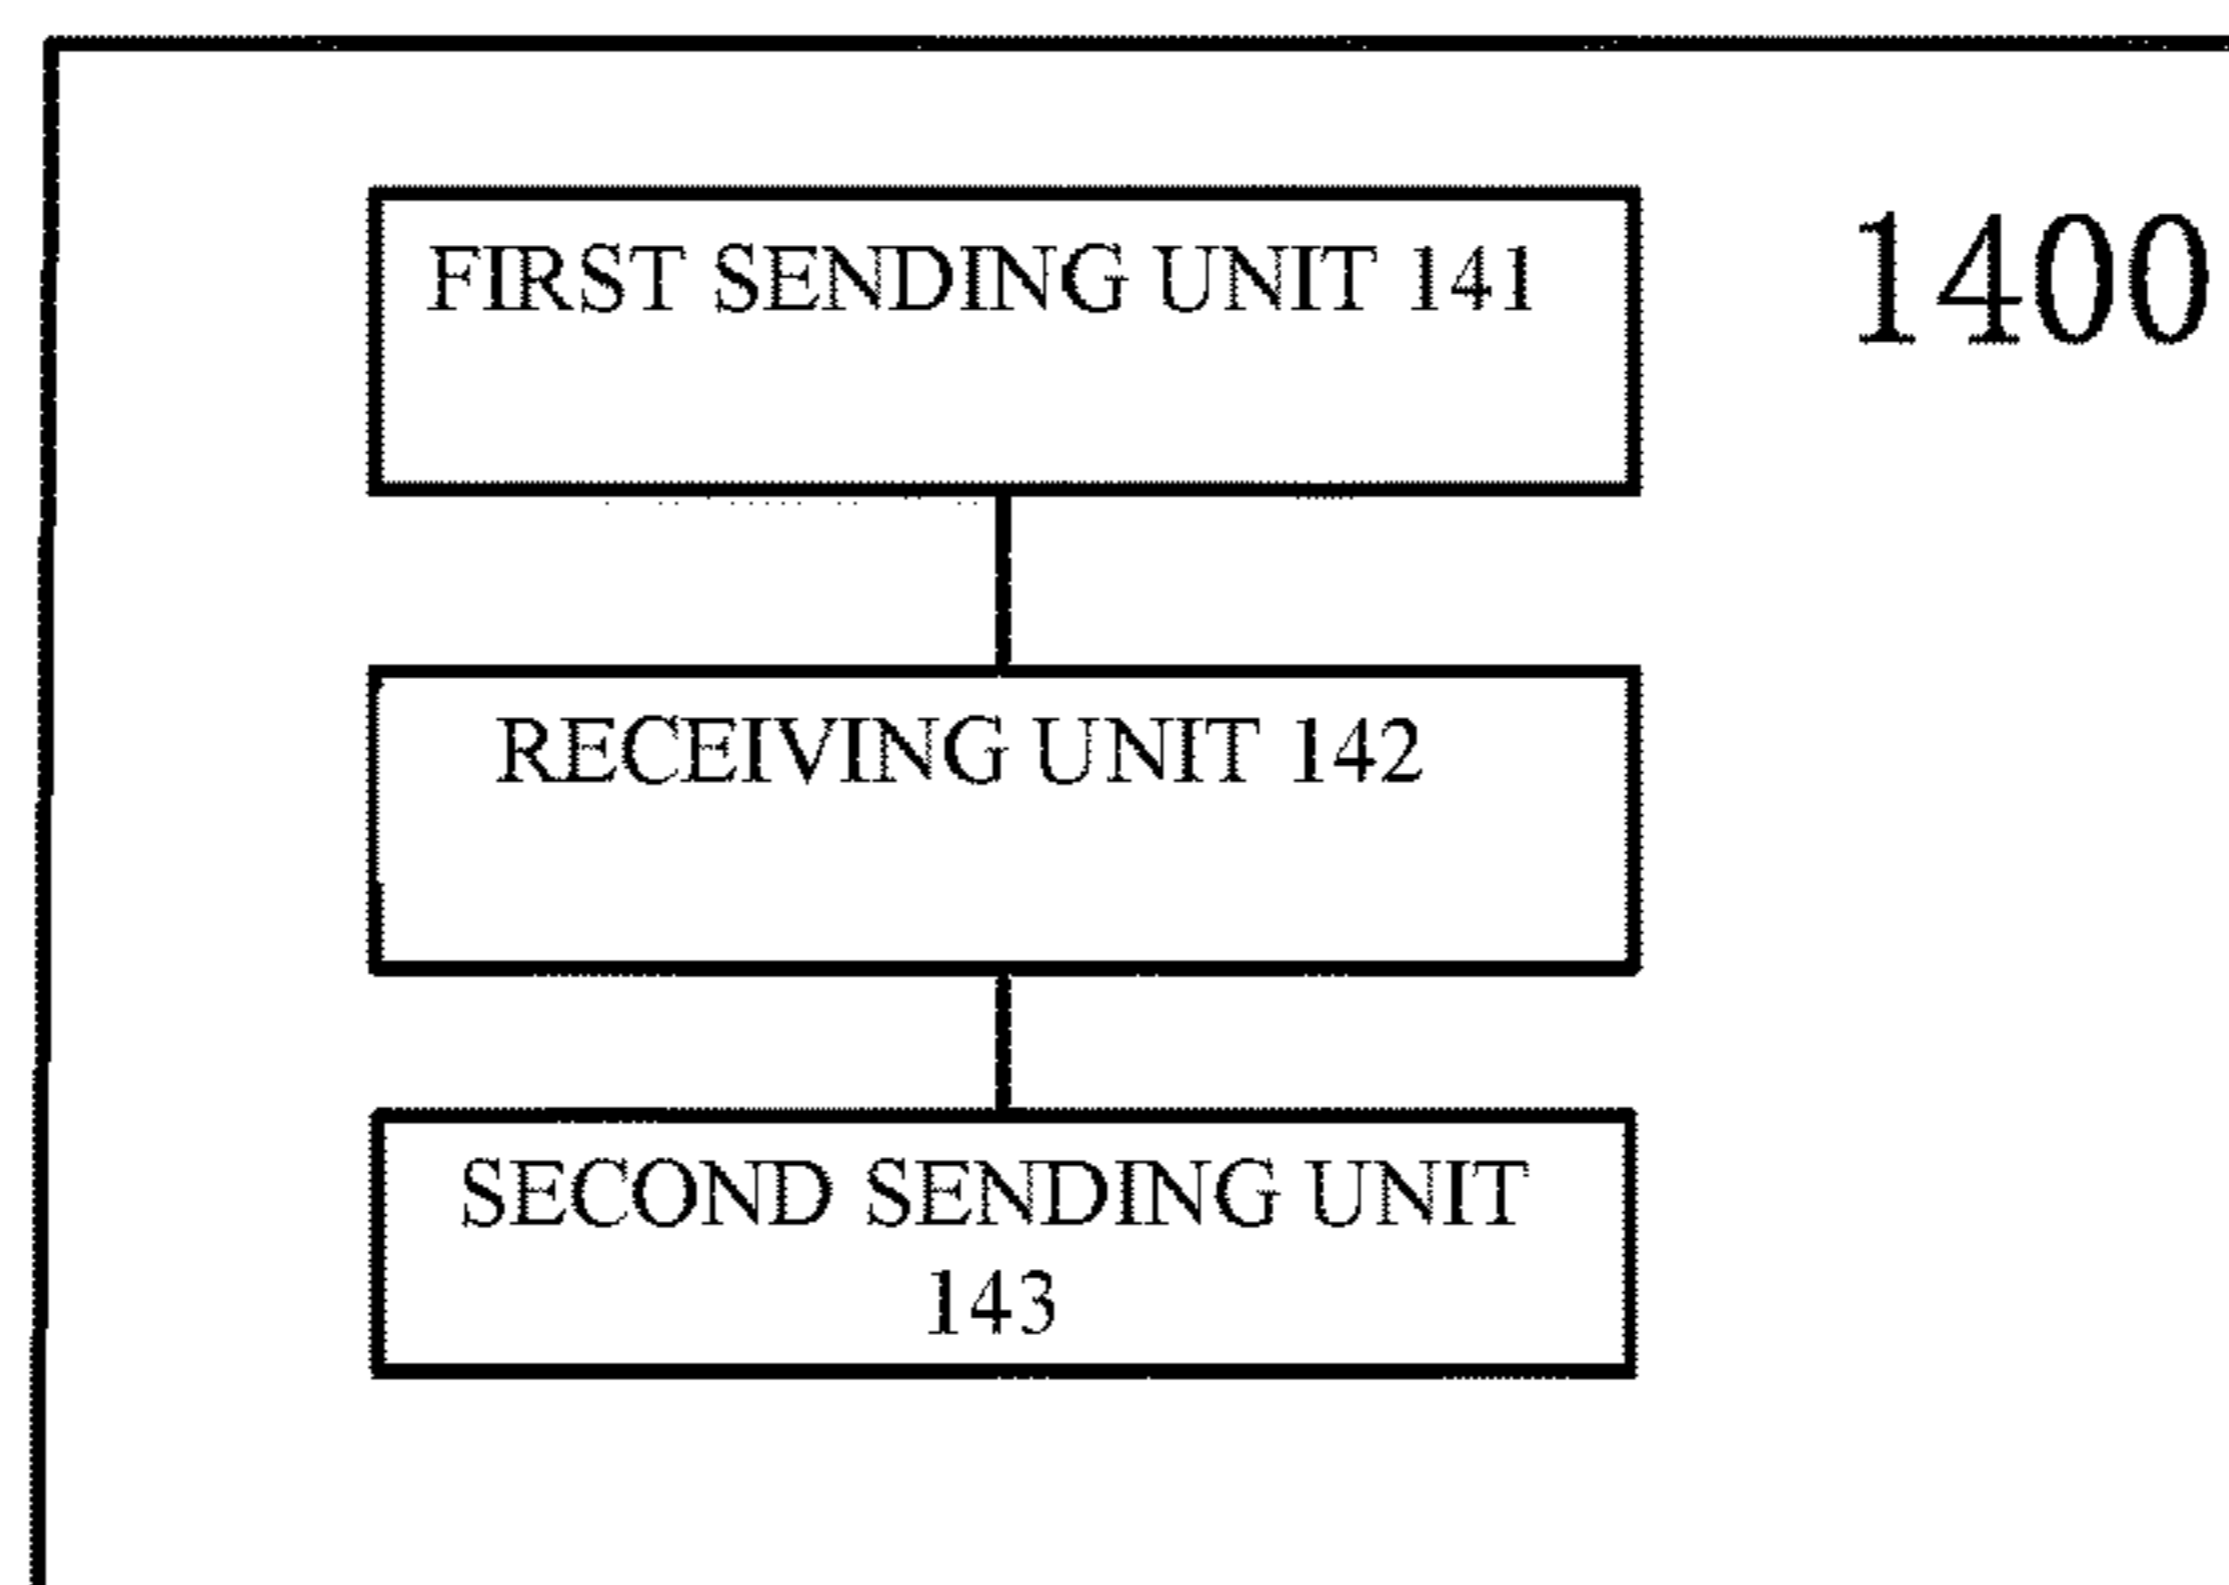 FIRST SENDING UNIT 141
1400
RECEIVING UNIT 142
SECOND SENDING UNIT
143